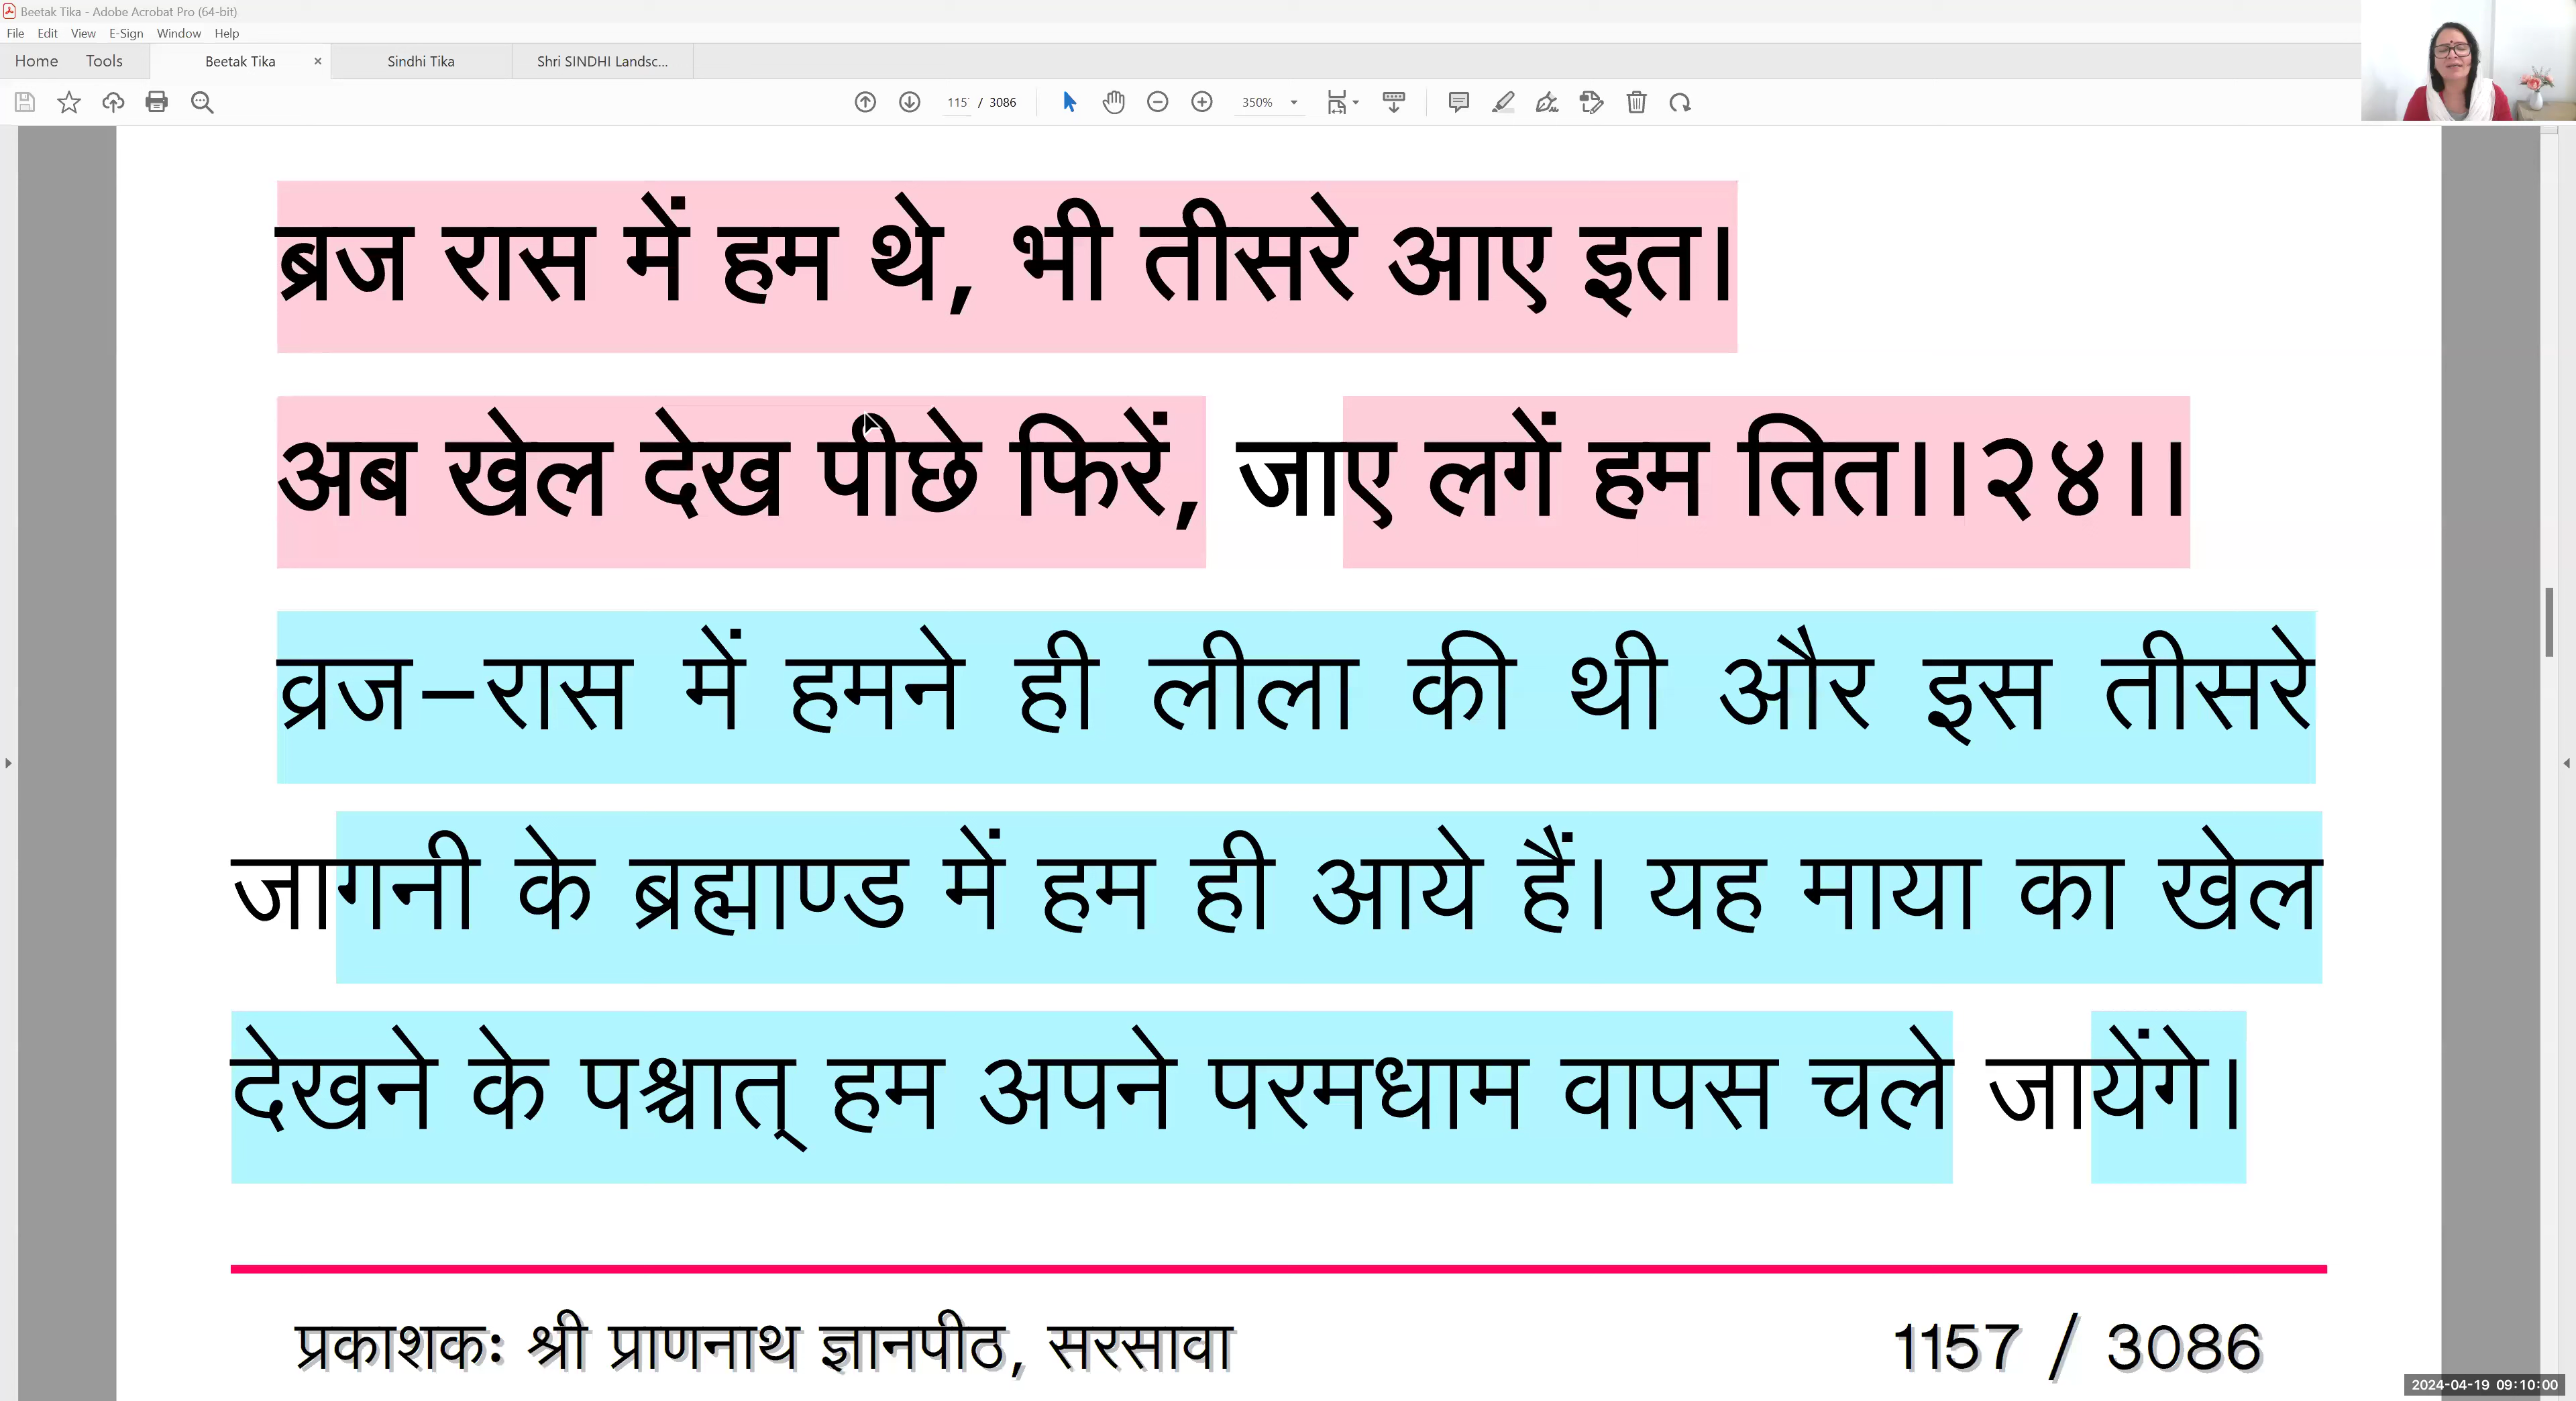 Beetak Tika - Adobe Acrobat Pro (64-bit)
File Edit View E-Sign Window Help
Home Tools Beetak Tika × Sindhi Tika Shri SINDHI Landsc...
115 / 3086 350%
ब्रज रास में हम थे, भी तीसरे आए इत।
अब खेल देख पीछे फिरें, जाए लगें हम तित।।२४।।
व्रज–रास में हमने ही लीला की थी और इस तीसरे
जागनी के ब्रह्माण्ड में हम ही आये हैं। यह माया का खेल
देखने के पश्चात् हम अपने परमधाम वापस चले जायेंगे।
प्रकाशकः श्री प्राणनाथ ज्ञानपीठ, सरसावा 1157 / 3086
2024-04-19 09:10:00